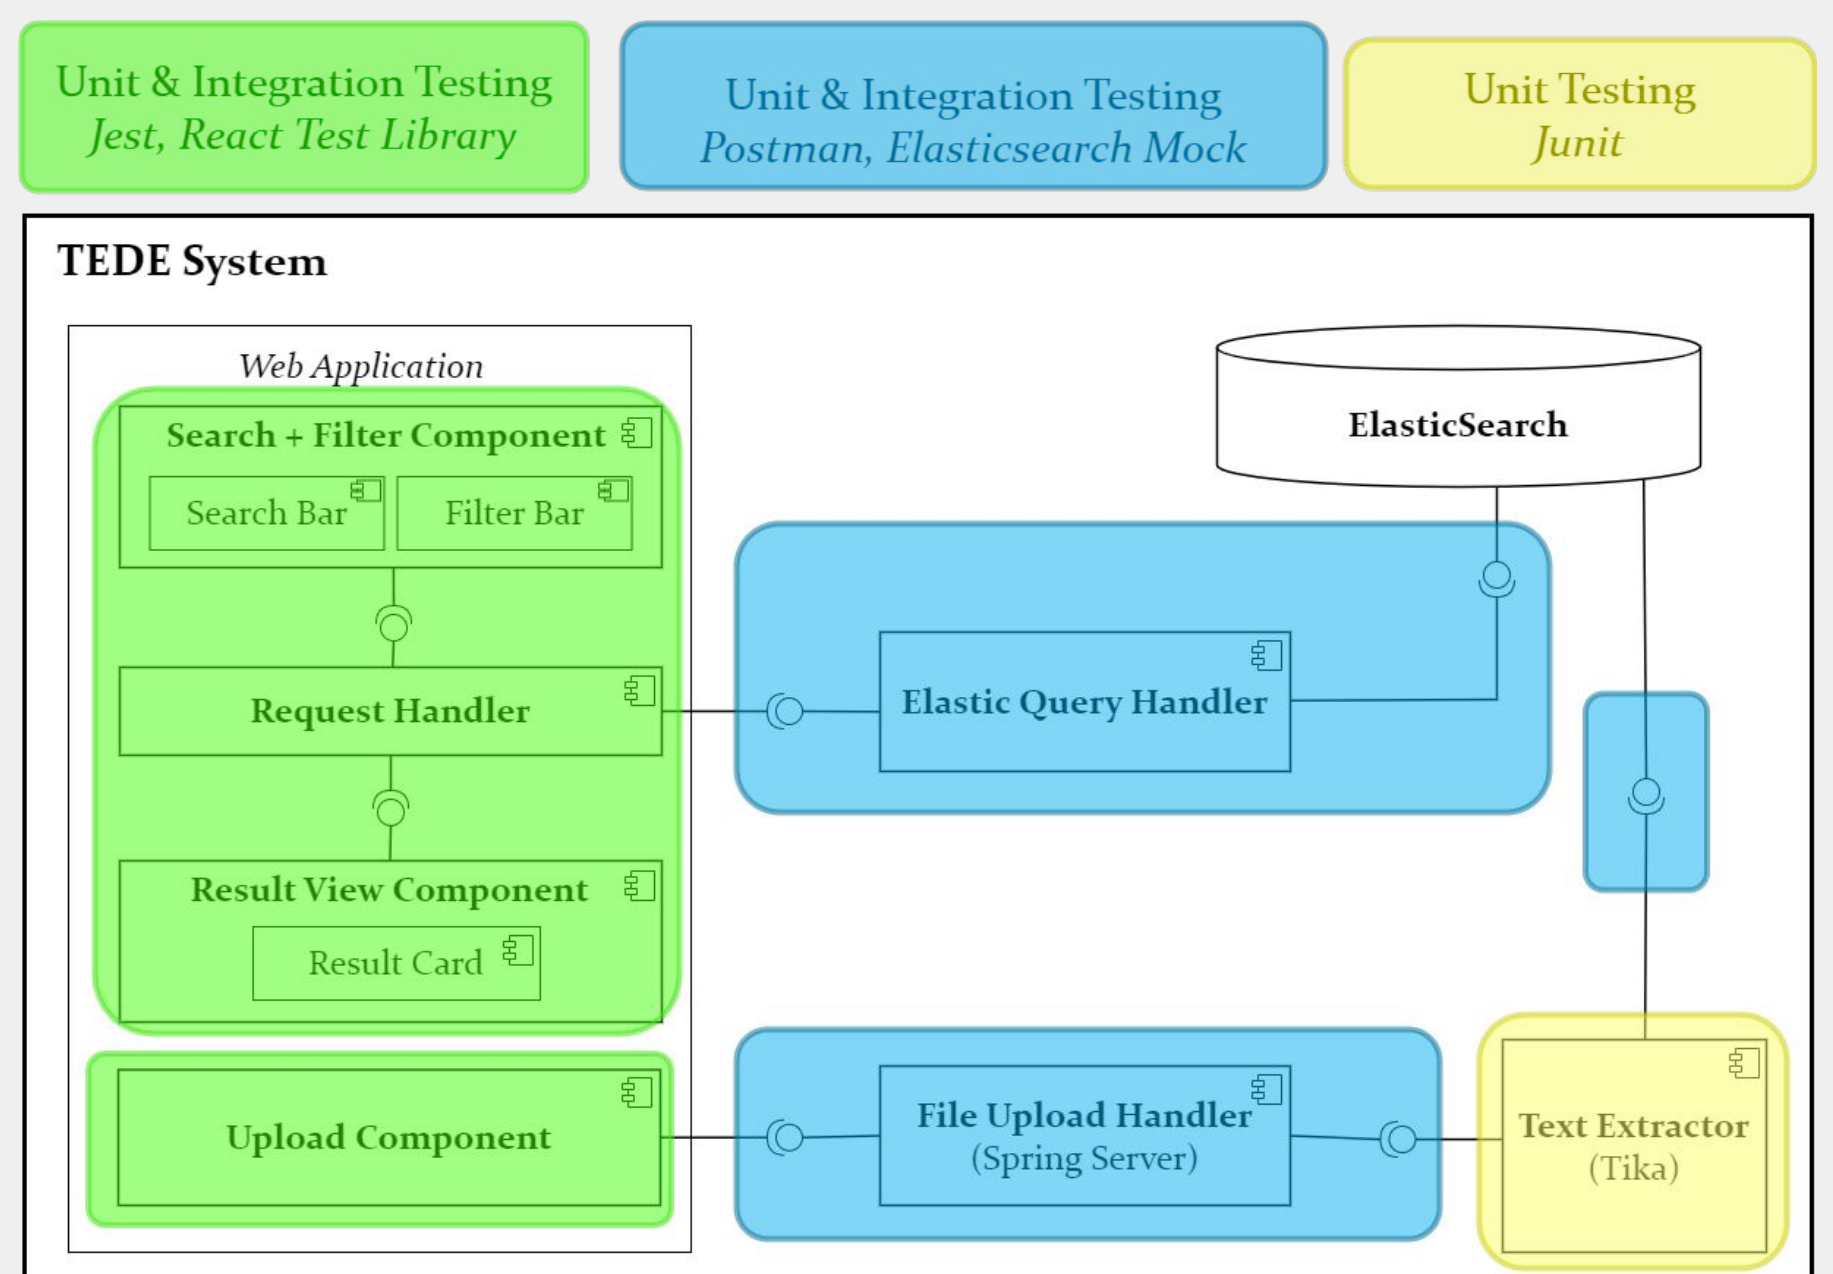 Unit & Integration Testing
Jest, React Test Library
Unit & Integration Testing
Postman, Elasticsearch Mock
Unit Testing
Junit
TEDE System
Web Application
Search + Filter Component
Search Bar
Filter Bar
Request Handler
Result View Component
Result Card
Upload Component
ElasticSearch
Elastic Query Handler
File Upload Handler
(Spring Server)
Text Extractor
(Tika)